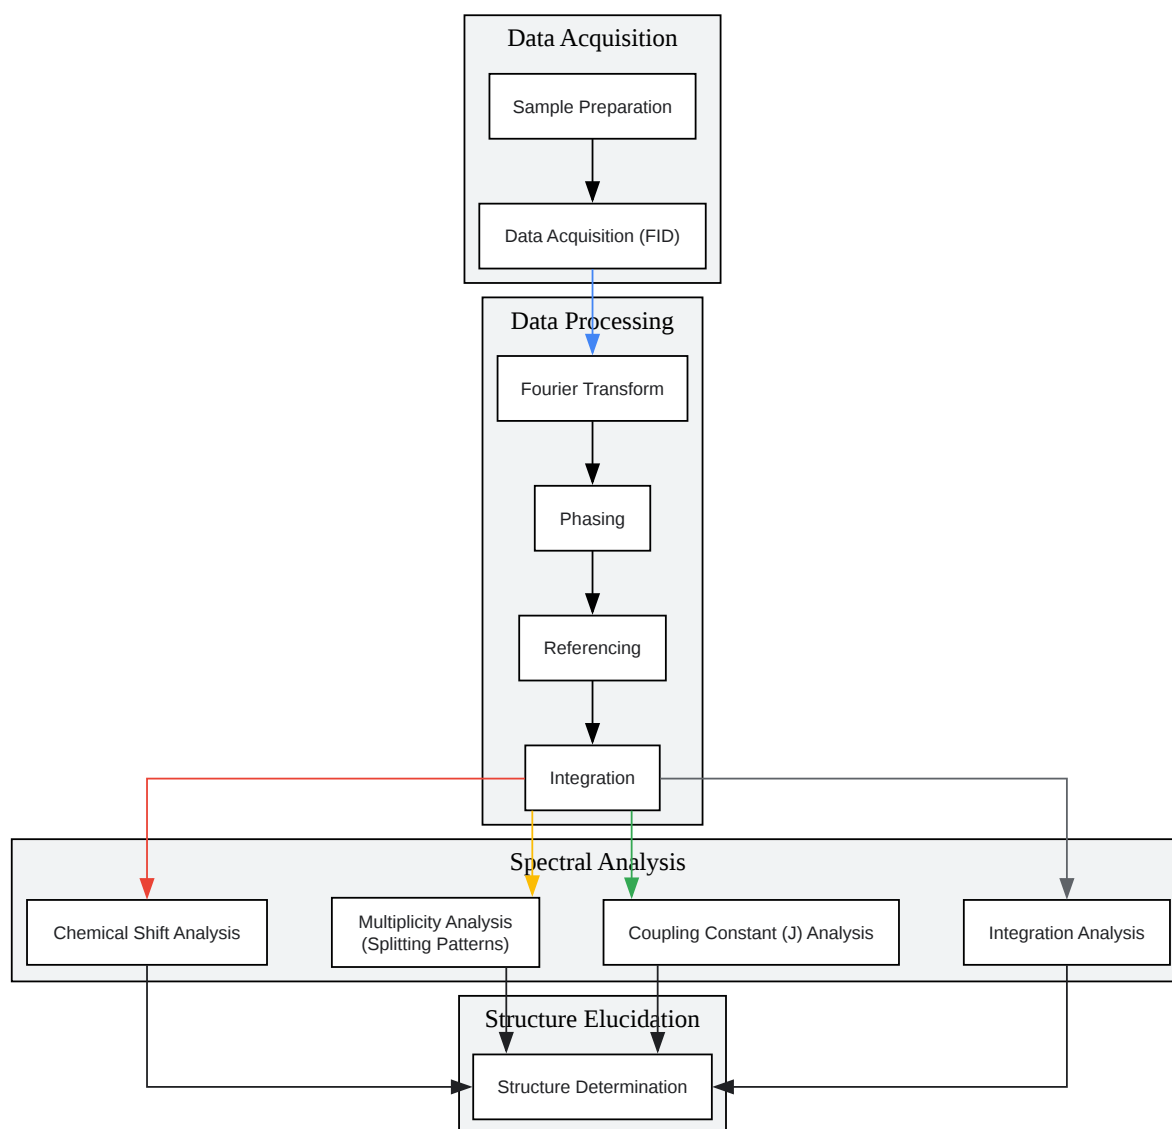 Data Acquisition
Sample Preparation
Data Acquisition (FID)
Data Processing
Fourier Transform
Phasing
Referencing
Integration
Spectral Analysis
Chemical Shift Analysis
Multiplicity Analysis
(Splitting Patterns)
Coupling Constant (J) Analysis
Integration Analysis
Structure Elucidation
Structure Determination